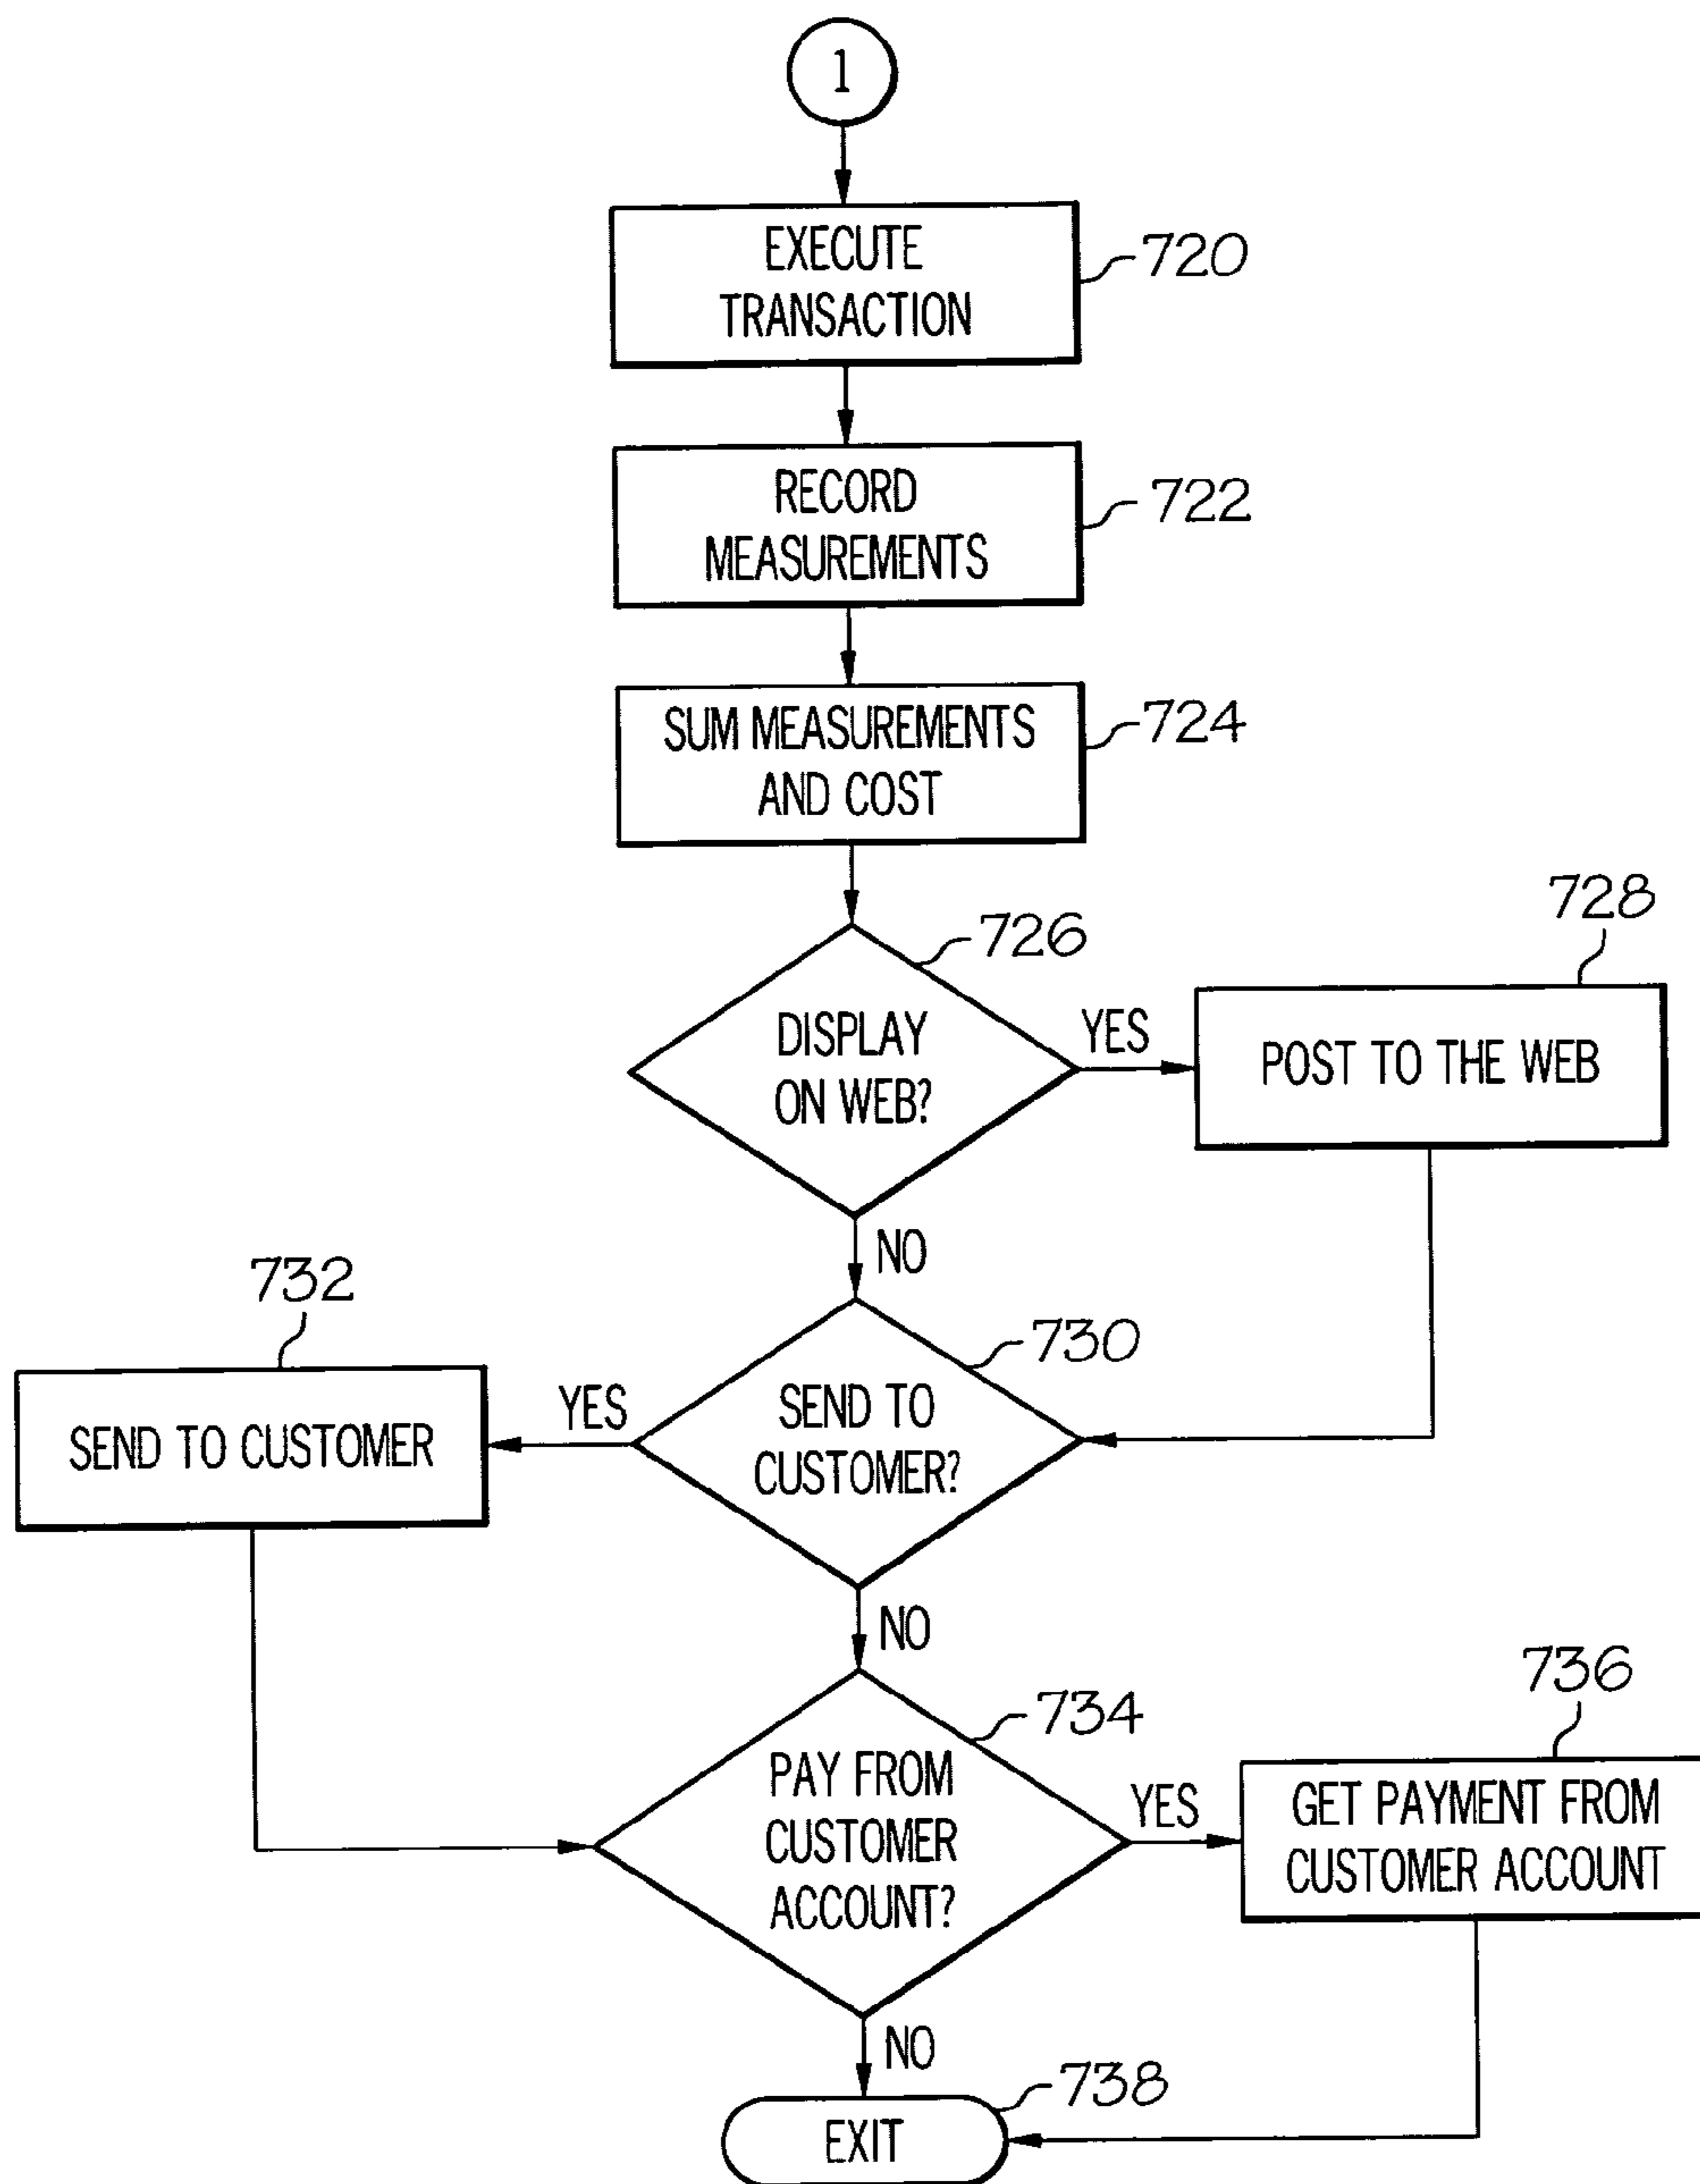 1
EXECUTE
TRANSACTION
720
RECORD
MEASUREMENTS
722
SUM MEASUREMENTS
AND COST
724
726
DISPLAY
ON WEB?
YES
728
POST TO THE WEB
NO
730
SEND TO
CUSTOMER?
YES
732
SEND TO CUSTOMER
NO
734
PAY FROM
CUSTOMER
ACCOUNT?
YES
736
GET PAYMENT FROM
CUSTOMER ACCOUNT
NO
738
EXIT